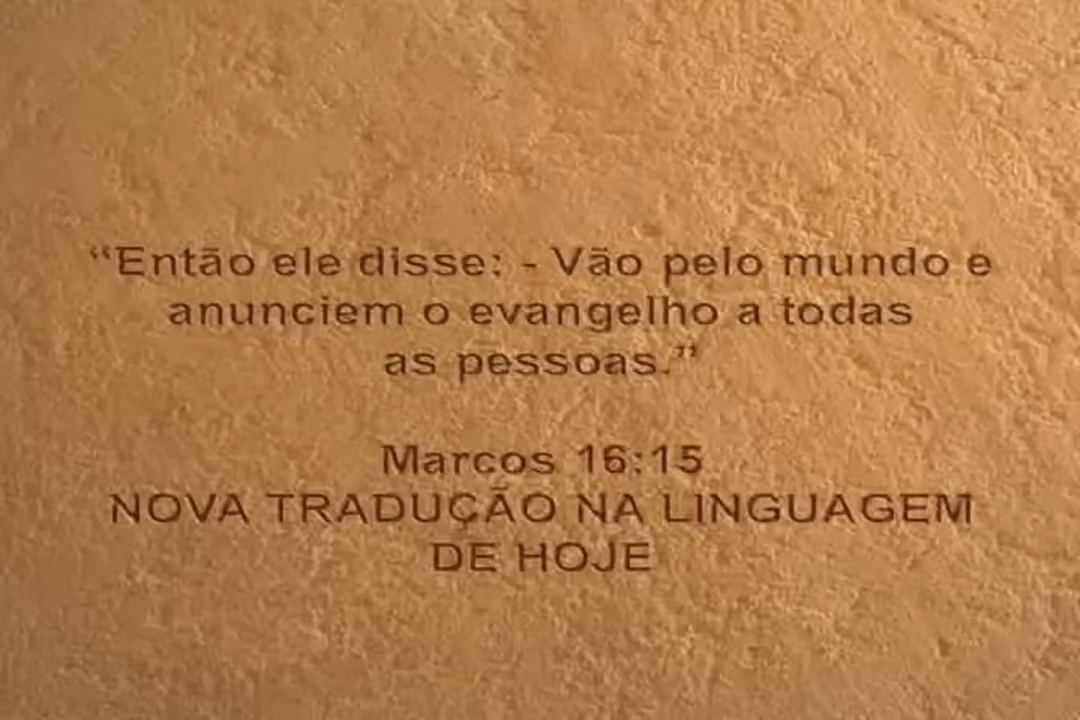 “Então ele disse: - Vão pelo mundo e
anunciem o evangelho a todas
as pessoas.”
Marcos 16:15
NOVA TRADUÇÃO NA LINGUAGEM
DE HOJE